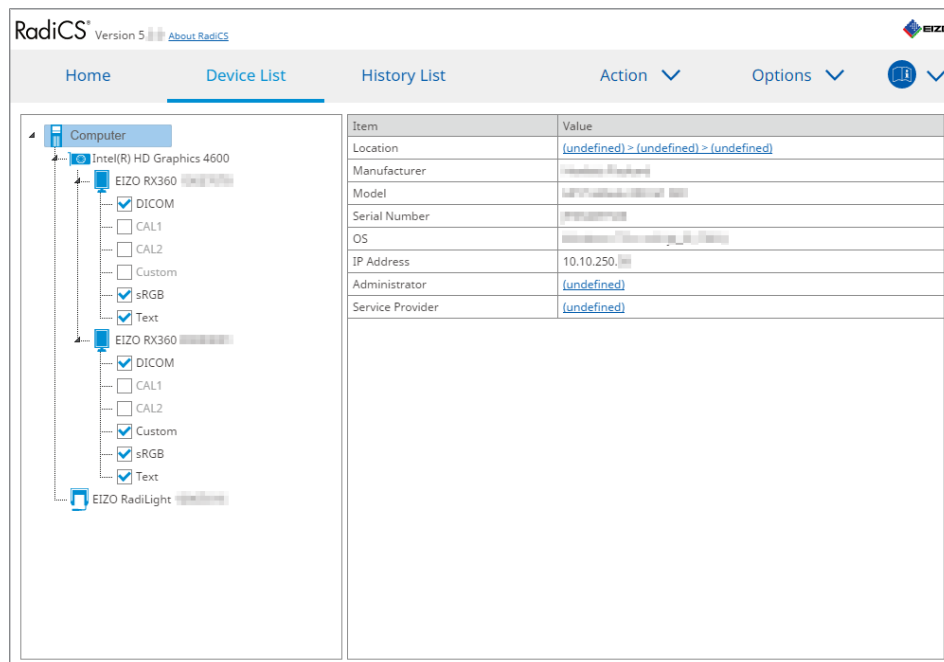 RadiCS® Version 5. About RadiCS
EIZ
Home Device List History List Action Options
Computer
Intel(R) HD Graphics 4600
EIZO RX360
DICOM
CAL1
CAL2
Custom
sRGB
Text
EIZO RX360
DICOM
CAL1
CAL2
Custom
sRGB
Text
EIZO RadiLight
Item Value
Location (undefined) > (undefined) > (undefined)
Manufacturer
Model
Serial Number
OS
IP Address 10.10.250.
Administrator (undefined)
Service Provider (undefined)